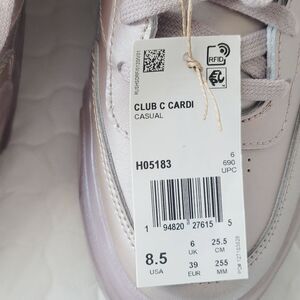 RFID
CLUB C CARDI
CASUAL
H05183
6
690
UPC
1 94820 27615 5
8.5
USA
6
UK
25.5
CM
39
EUR
255
MM